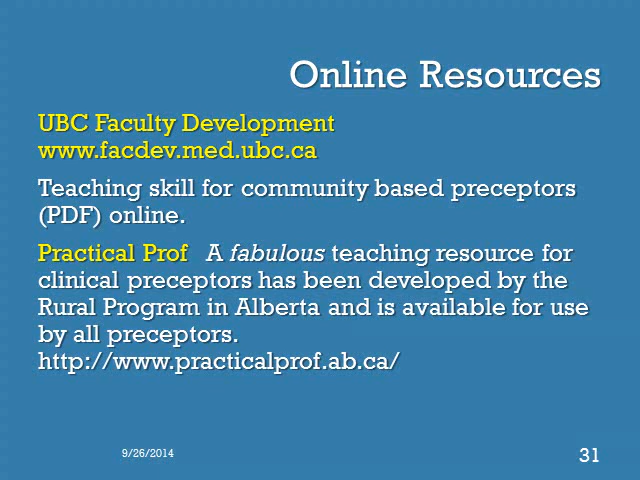 Online Resources
UBC Faculty Development
www.facdev.med.ubc.ca
Teaching skill for community based preceptors
(PDF) online.
Practical Prof A fabulous teaching resource for
clinical preceptors has been developed by the
Rural Program in Alberta and is available for use
by all preceptors.
http://www.practicalprof.ab.ca/
9/26/2014
31